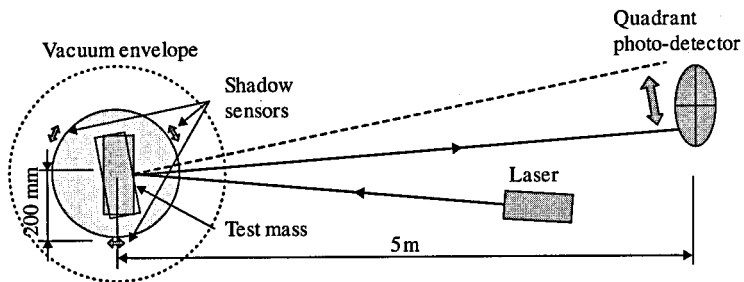 Quadrant
photo-detector
Vacuum envelope
Shadow
sensors
Laser
200 mm
Test mass
5m